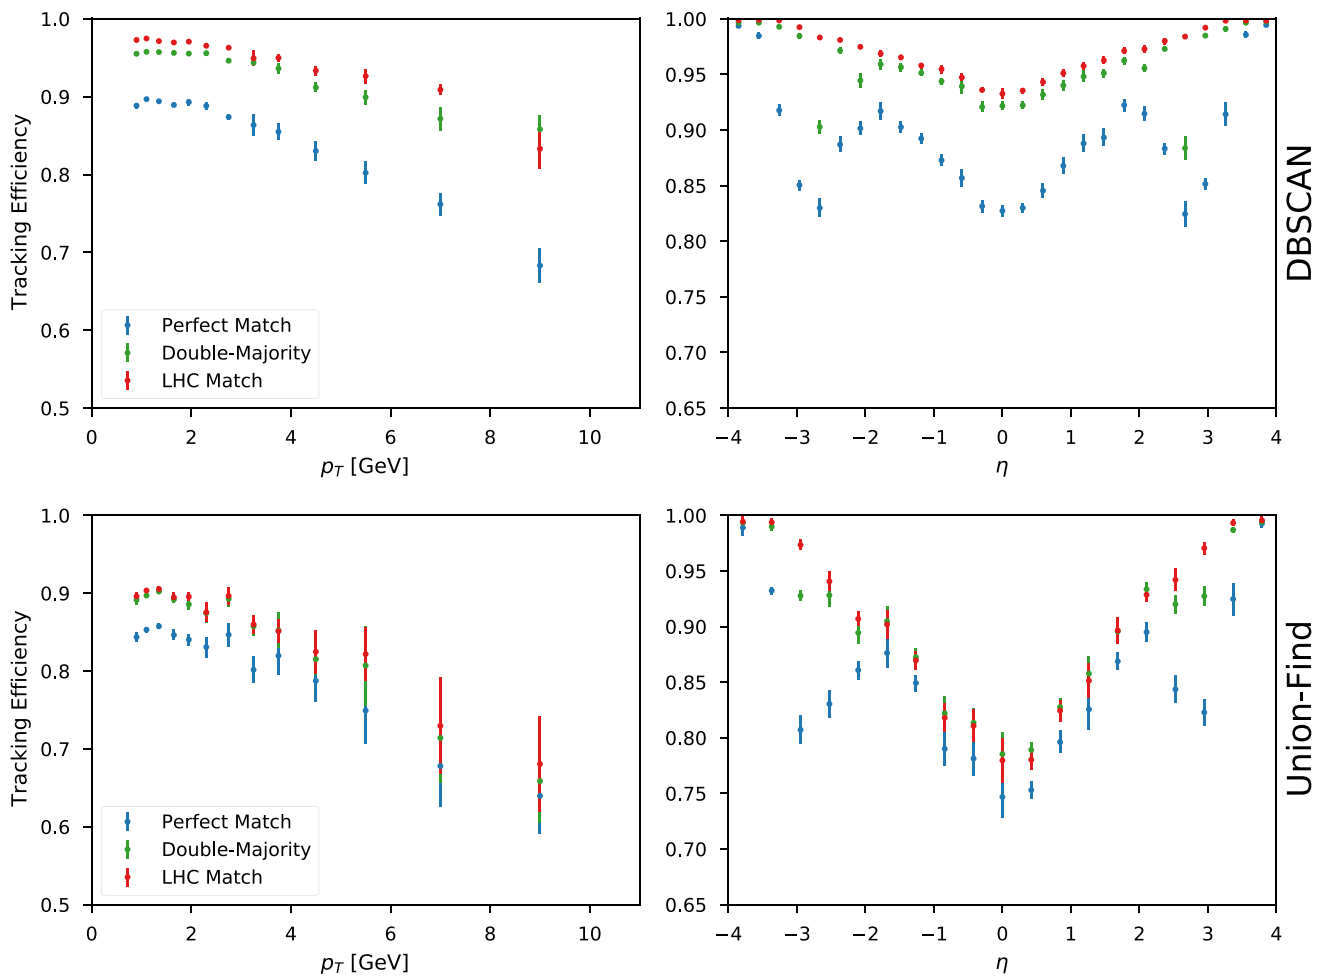 1.0
0.9
0.8
0.7
0.6
0.5
Tracking Efficiency
Perfect Match
Double-Majority
LHC Match
0 2 4 6 8 10
p_T [GeV]
1.00
0.95
0.90
0.85
0.80
0.75
0.70
0.65
−4 −3 −2 −1 0 1 2 3 4
η
DBSCAN
1.0
0.9
0.8
0.7
0.6
0.5
Tracking Efficiency
Perfect Match
Double-Majority
LHC Match
0 2 4 6 8 10
p_T [GeV]
1.00
0.95
0.90
0.85
0.80
0.75
0.70
0.65
−4 −3 −2 −1 0 1 2 3 4
η
Union-Find